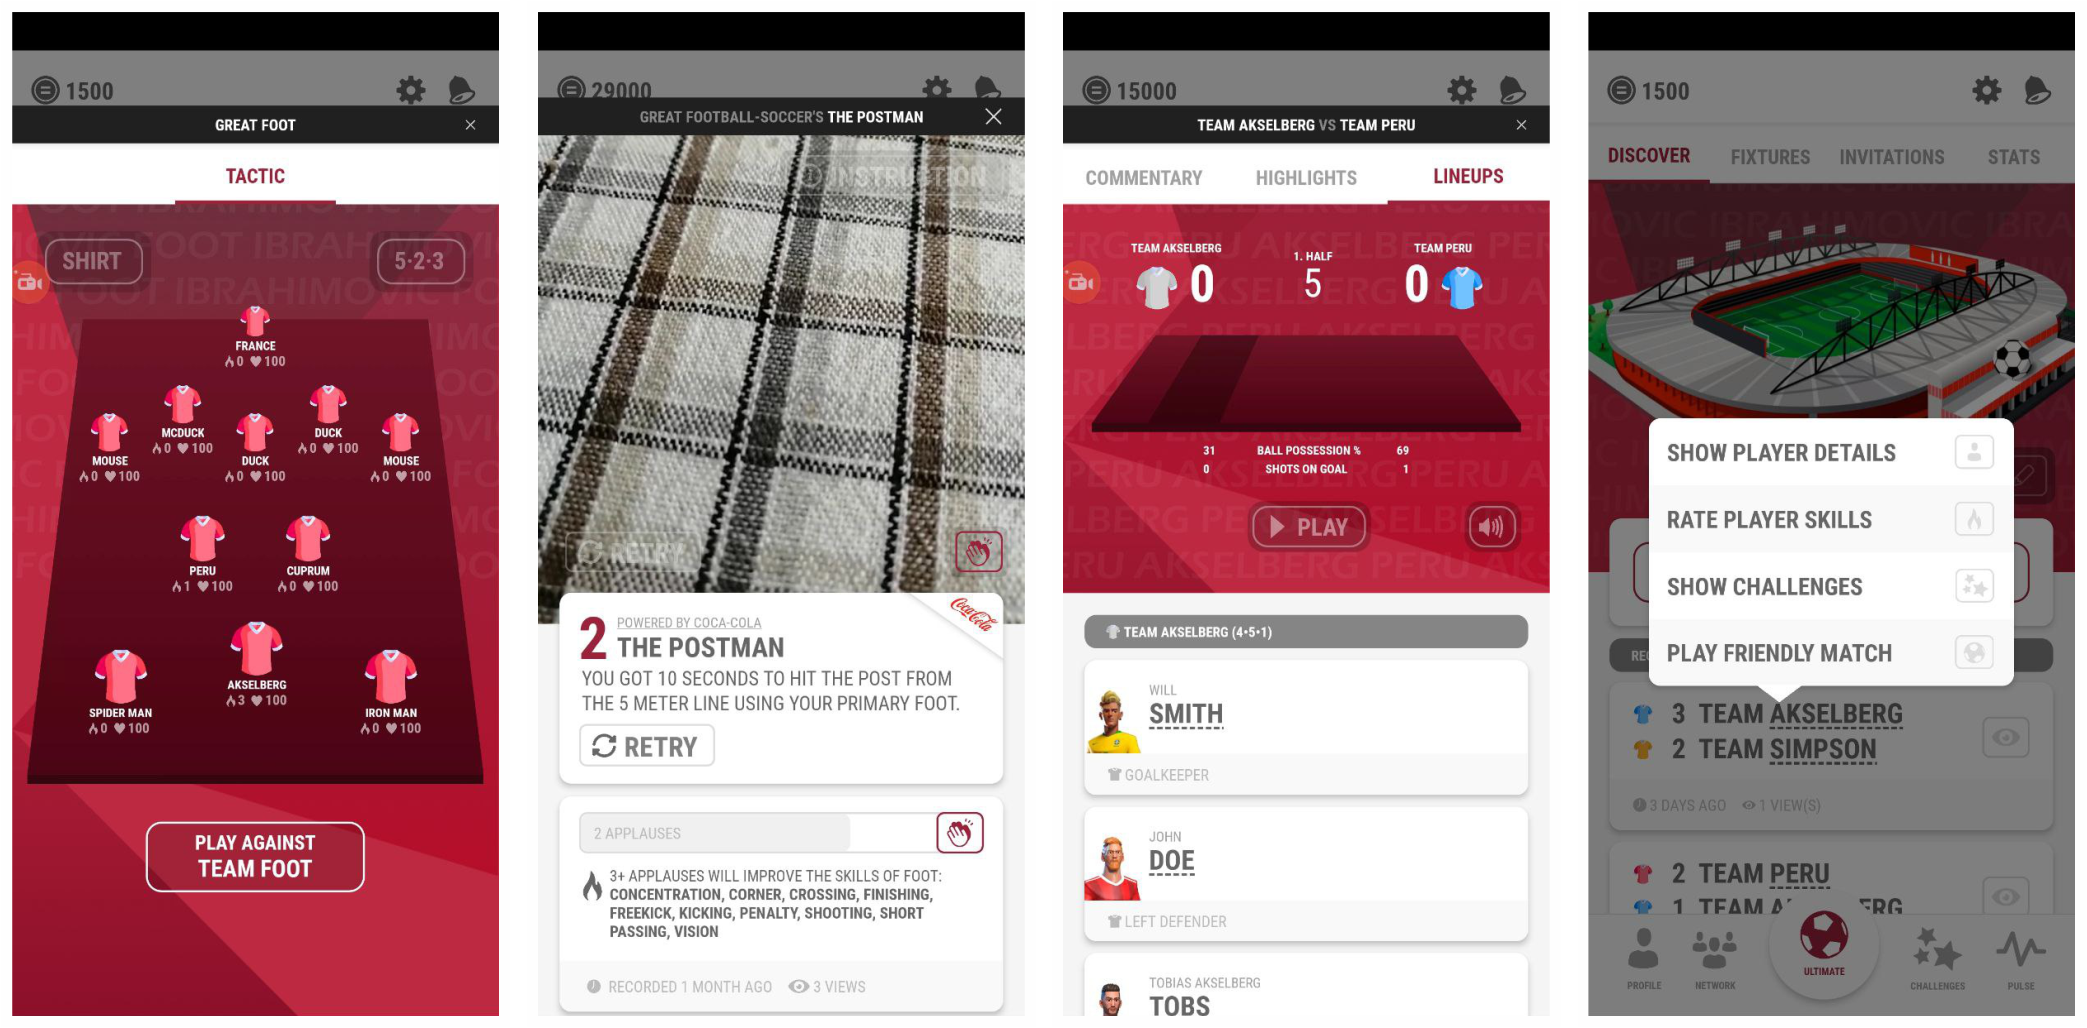 1500
GREAT FOOT
TACTIC
SHIRT
5-2-3
FRANCE
0 100
MCDUCK
0 100
DUCK
0 100
MOUSE
0 100
DUCK
0 100
MOUSE
0 100
PERU
1 100
CUPRUM
0 100
AKSELBERG
3 100
SPIDER MAN
0 100
IRON MAN
0 100
PLAY AGAINST
TEAM FOOT
29000
GREAT FOOTBALL-SOCCER'S THE POSTMAN
INSTRUCTION
RETRY
Coca-Cola
2
POWERED BY COCA-COLA
THE POSTMAN
YOU GOT 10 SECONDS TO HIT THE POST FROM
THE 5 METER LINE USING YOUR PRIMARY FOOT.
RETRY
2 APPLAUSES
3+ APPLAUSES WILL IMPROVE THE SKILLS OF FOOT:
CONCENTRATION, CORNER, CROSSING, FINISHING,
FREEKICK, KICKING, PENALTY, SHOOTING, SHORT
PASSING, VISION
RECORDED 1 MONTH AGO 3 VIEWS
15000
TEAM AKSELBERG VS TEAM PERU
COMMENTARY HIGHLIGHTS LINEUPS
TEAM AKSELBERG
0
1. HALF
5
TEAM PERU
0
31 BALL POSSESSION % 69
0 SHOTS ON GOAL 1
PLAY
TEAM AKSELBERG (4-5-1)
WILL
SMITH
GOALKEEPER
JOHN
DOE
LEFT DEFENDER
TOBIAS AKSELBERG
TOBS
1500
DISCOVER FIXTURES INVITATIONS STATS
SHOW PLAYER DETAILS
RATE PLAYER SKILLS
SHOW CHALLENGES
PLAY FRIENDLY MATCH
3 TEAM AKSELBERG
2 TEAM SIMPSON
3 DAYS AGO 1 VIEW(S)
2 TEAM PERU
1 TEAM
ULTIMATE
PROFILE NETWORK CHALLENGES PULSE